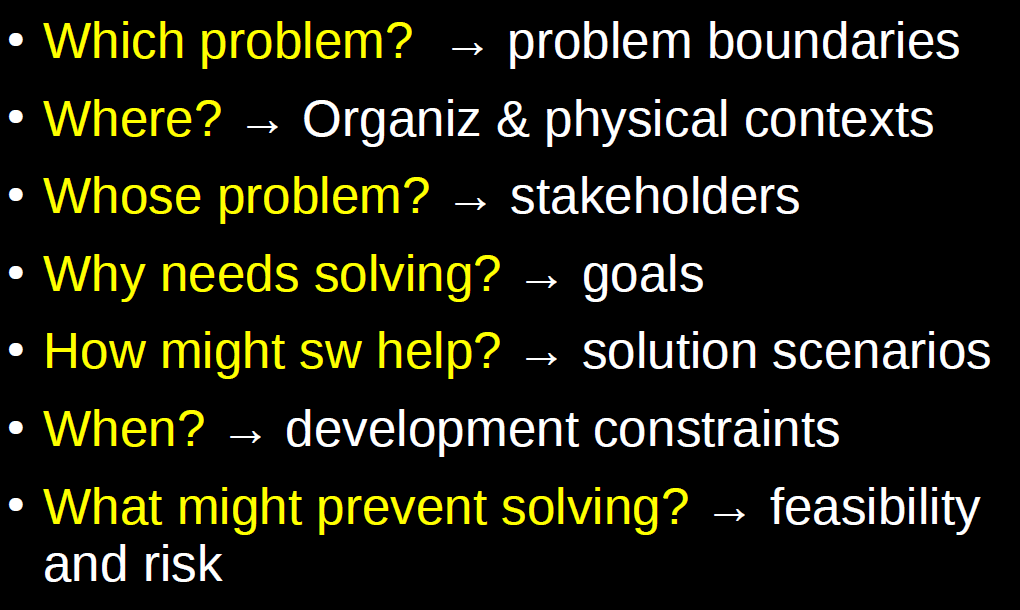 • Which problem? → problem boundaries
• Where? → Organiz & physical contexts
• Whose problem? → stakeholders
• Why needs solving? → goals
• How might sw help? → solution scenarios
• When? → development constraints
• What might prevent solving? → feasibility
and risk